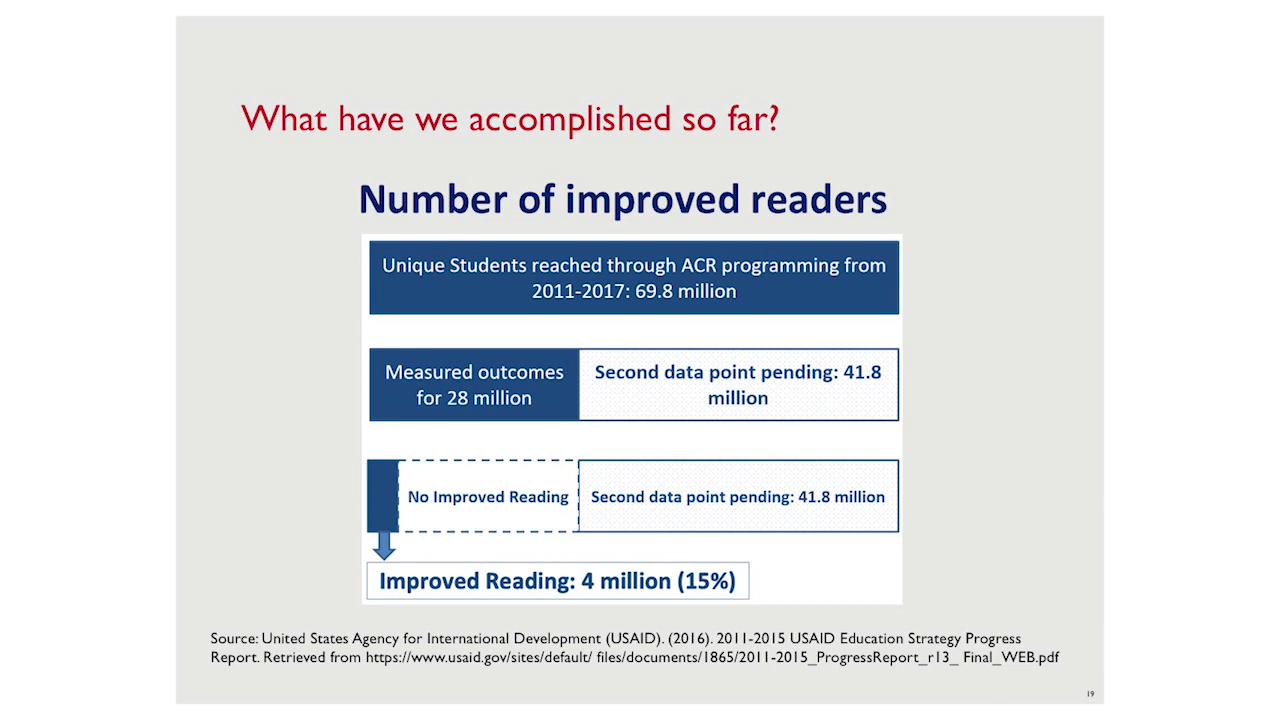 What have we accomplished so far?
Number of improved readers
Unique Students reached through ACR programming from
2011-2017: 69.8 million
Measured outcomes
for 28 million
Second data point pending: 41.8
million
No Improved Reading
Second data point pending: 41.8 million
Improved Reading: 4 million (15%)
Source: United States Agency for International Development (USAID). (2016). 2011-2015 USAID Education Strategy Progress
Report. Retrieved from https://www.usaid.gov/sites/default/ files/documents/1865/2011-2015_ProgressReport_r13_ Final_WEB.pdf
19